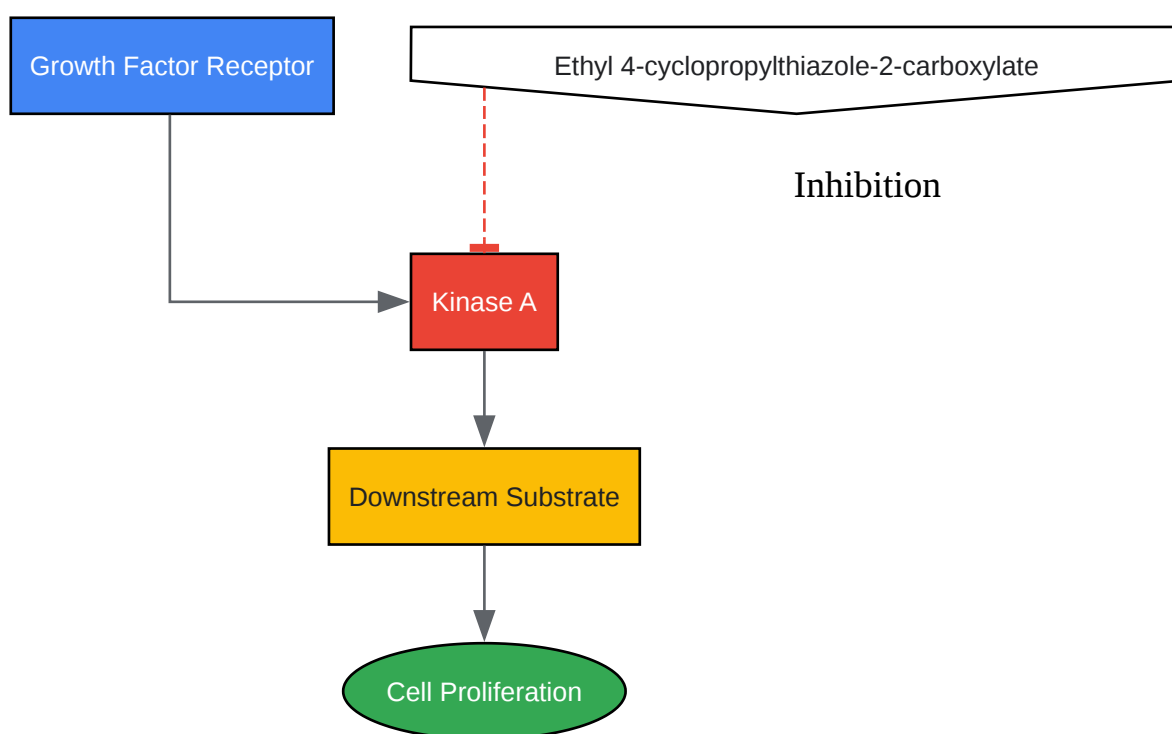 Growth Factor Receptor
Ethyl 4-cyclopropylthiazole-2-carboxylate
Inhibition
Kinase A
Downstream Substrate
Cell Proliferation